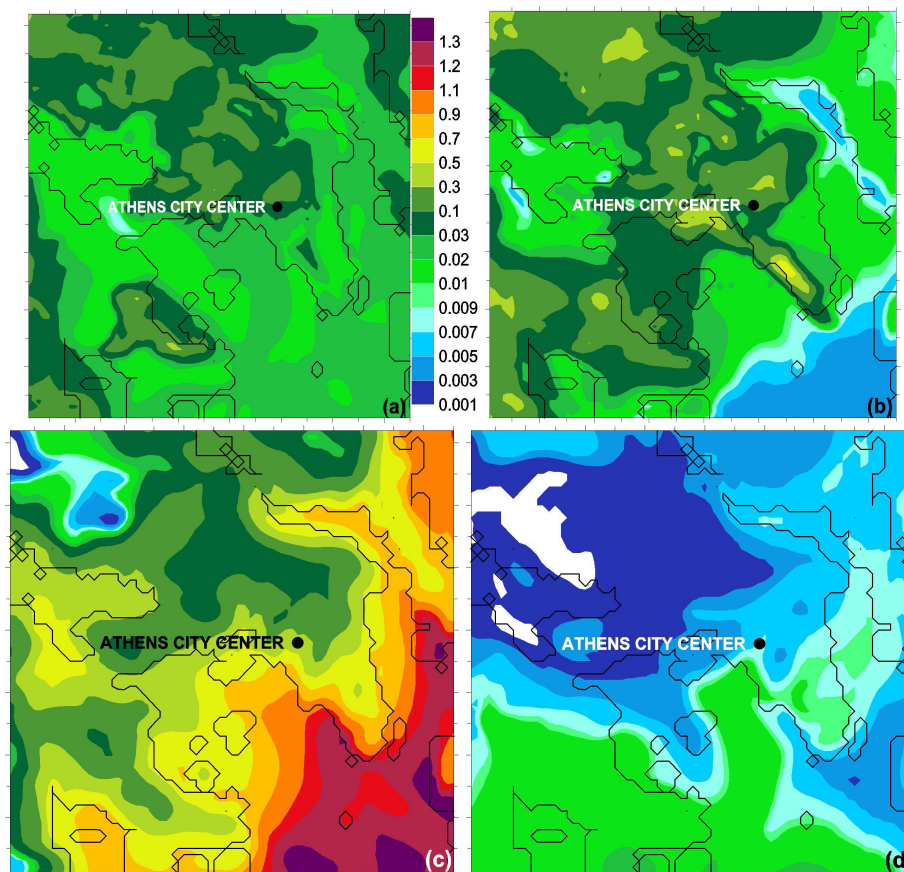 ATHENS CITY CENTER
(a)
1.3
1.2
1.1
0.9
0.7
0.5
0.3
0.1
0.03
0.02
0.01
0.009
0.007
0.005
0.003
0.001
ATHENS CITY CENTER
(b)
ATHENS CITY CENTER
(c)
ATHENS CITY CENTER
(d)